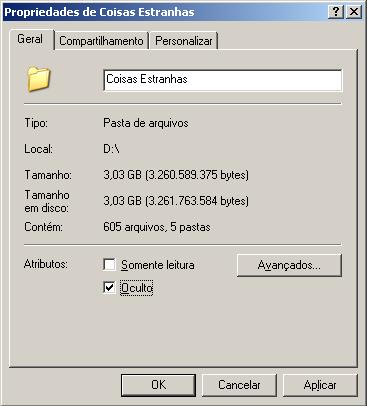 Propriedades de Coisas Estranhas
Geral Compartilhamento Personalizar
Coisas Estranhas
Tipo: Pasta de arquivos
Local: D:\
Tamanho: 3,03 GB (3.260.589.375 bytes)
Tamanho
em disco: 3,03 GB (3.261.763.584 bytes)
Contém: 605 arquivos, 5 pastas
Atributos: Somente leitura Avançados...
Oculto
OK Cancelar Aplicar